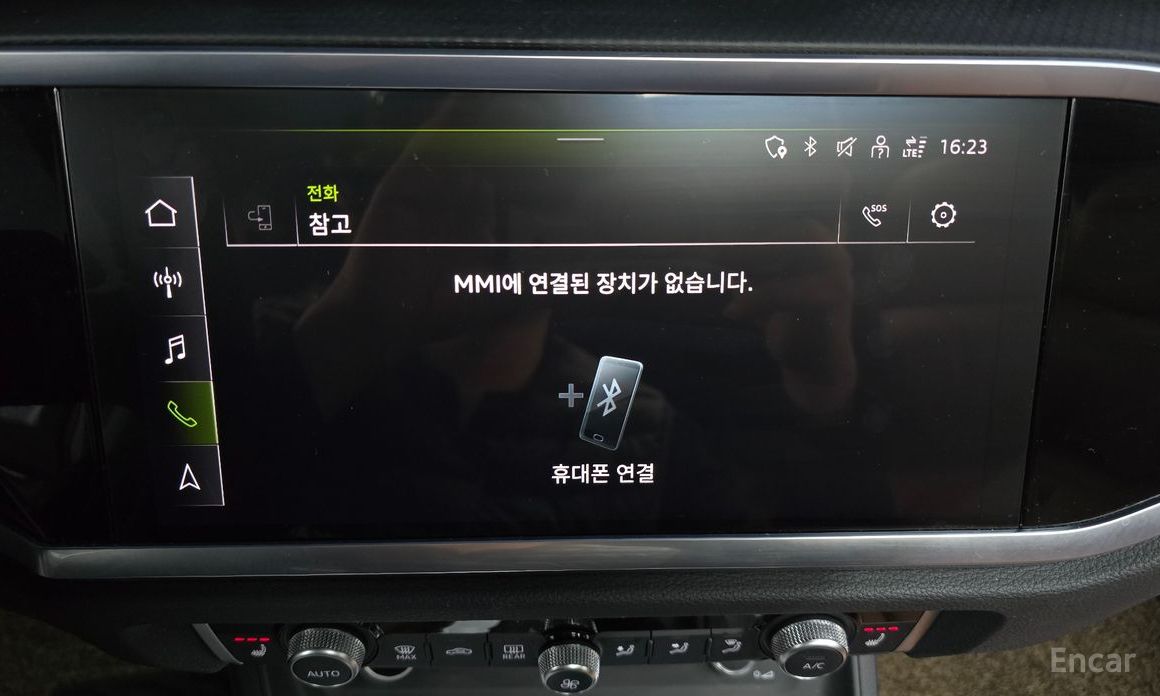 LTE 16:23
전화
참고
SOS
MMI에 연결된 장치가 없습니다.
휴대폰 연결
AUTO
MAX
REAR
A/C
Encar